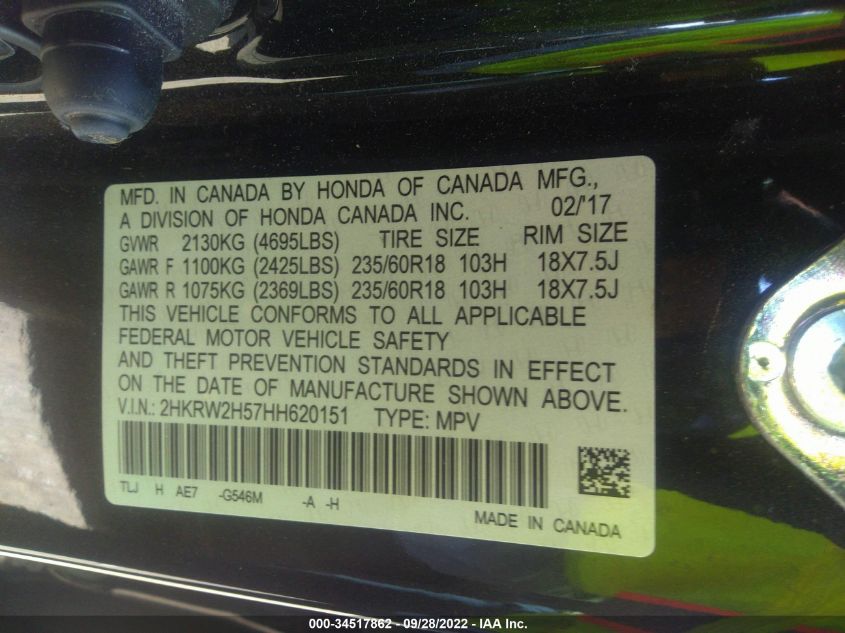 MFD. IN CANADA BY HONDA OF CANADA MFG.,
A DIVISION OF HONDA CANADA INC. 02/'17
GVWR 2130KG (4695LBS) TIRE SIZE RIM SIZE
GAWR F 1100KG (2425LBS) 235/60R18 103H 18X7.5J
GAWR R 1075KG (2369LBS) 235/60R18 103H 18X7.5J
THIS VEHICLE CONFORMS TO ALL APPLICABLE
FEDERAL MOTOR VEHICLE SAFETY
AND THEFT PREVENTION STANDARDS IN EFFECT
ON THE DATE OF MANUFACTURE SHOWN ABOVE.
V.I.N.: 2HKRW2H57HH620151 TYPE: MPV
TLJ H AE7 -G546M -A -H
MADE IN CANADA
000-34517862 - 09/28/2022 - IAA Inc.